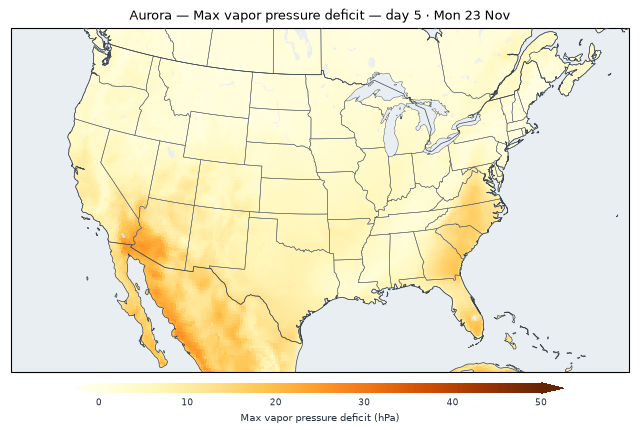 Aurora — Max vapor pressure deficit — day 5 · Mon 23 Nov
0 10 20 30 40 50
Max vapor pressure deficit (hPa)